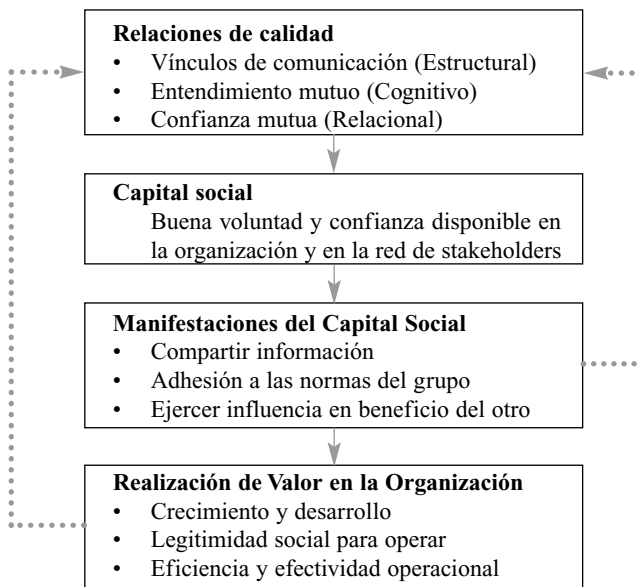 Relaciones de calidad
• Vínculos de comunicación (Estructural)
• Entendimiento mutuo (Cognitivo)
• Confianza mutua (Relacional)
Capital social
Buena voluntad y confianza disponible en
la organización y en la red de stakeholders
Manifestaciones del Capital Social
• Compartir información
• Adhesión a las normas del grupo
• Ejercer influencia en beneficio del otro
Realización de Valor en la Organización
• Crecimiento y desarrollo
• Legitimidad social para operar
• Eficiencia y efectividad operacional